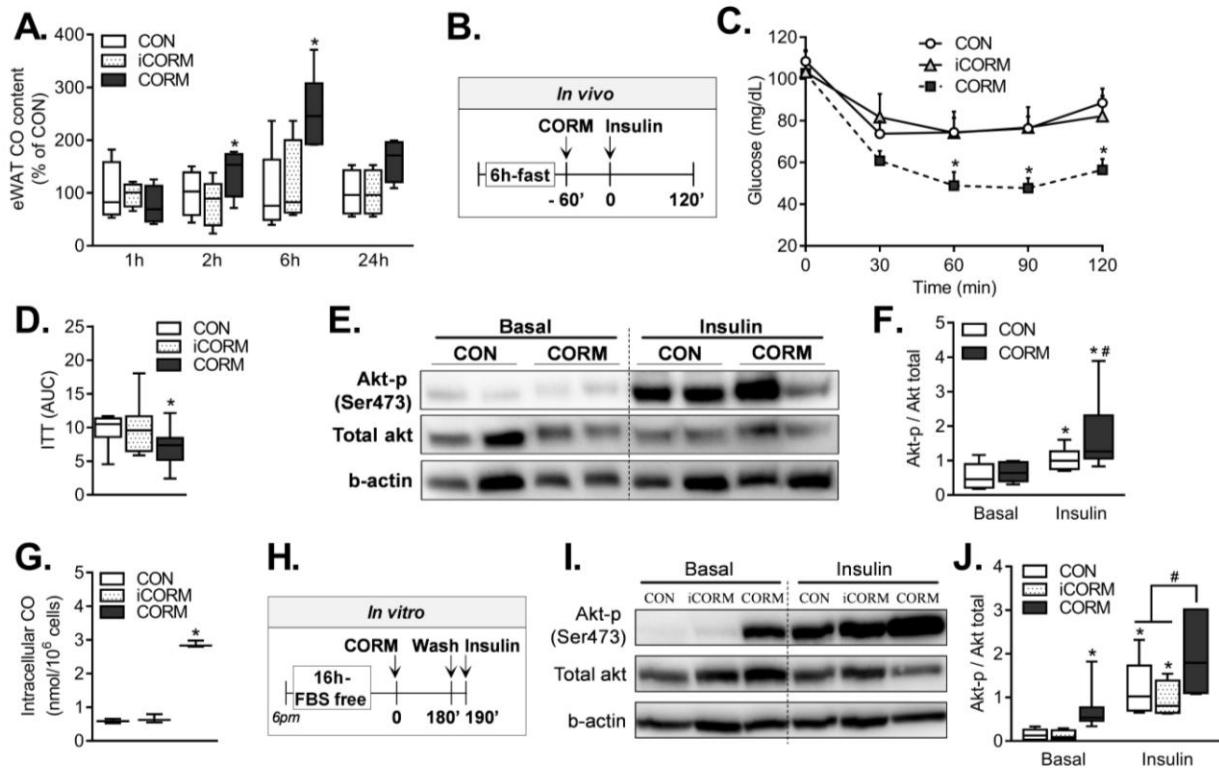 A.
eWAT CO content
(% of CON)
400
300
200
100
0
CON
iCORM
CORM
*
*
1h 2h 6h 24h
B.
In vivo
CORM Insulin
6h-fast
- 60’ 0 120’
C.
Glucose (mg/dL)
120
100
80
60
40
20
CON
iCORM
CORM
* * *
0 30 60 90 120
Time (min)
D.
ITT (AUC)
25
20
15
10
5
0
CON
iCORM
CORM
*
E.
Basal Insulin
CON CORM CON CORM
Akt-p
(Ser473)
Total akt
b-actin
F.
Akt-p / Akt total
5
4
3
2
1
0
CON
CORM
* #
*
Basal Insulin
G.
Intracellular CO
(nmol/10⁶ cells)
6
5
4
3
2
1
0
CON
iCORM
CORM
*
H.
In vitro
CORM Wash Insulin
16h-
FBS free
6pm 0 180’ 190’
I.
Basal Insulin
CON iCORM CORM CON iCORM CORM
Akt-p
(Ser473)
Total akt
b-actin
J.
Akt-p / Akt total
4
3
2
1
0
CON
iCORM
CORM
#
*
*
*
Basal Insulin